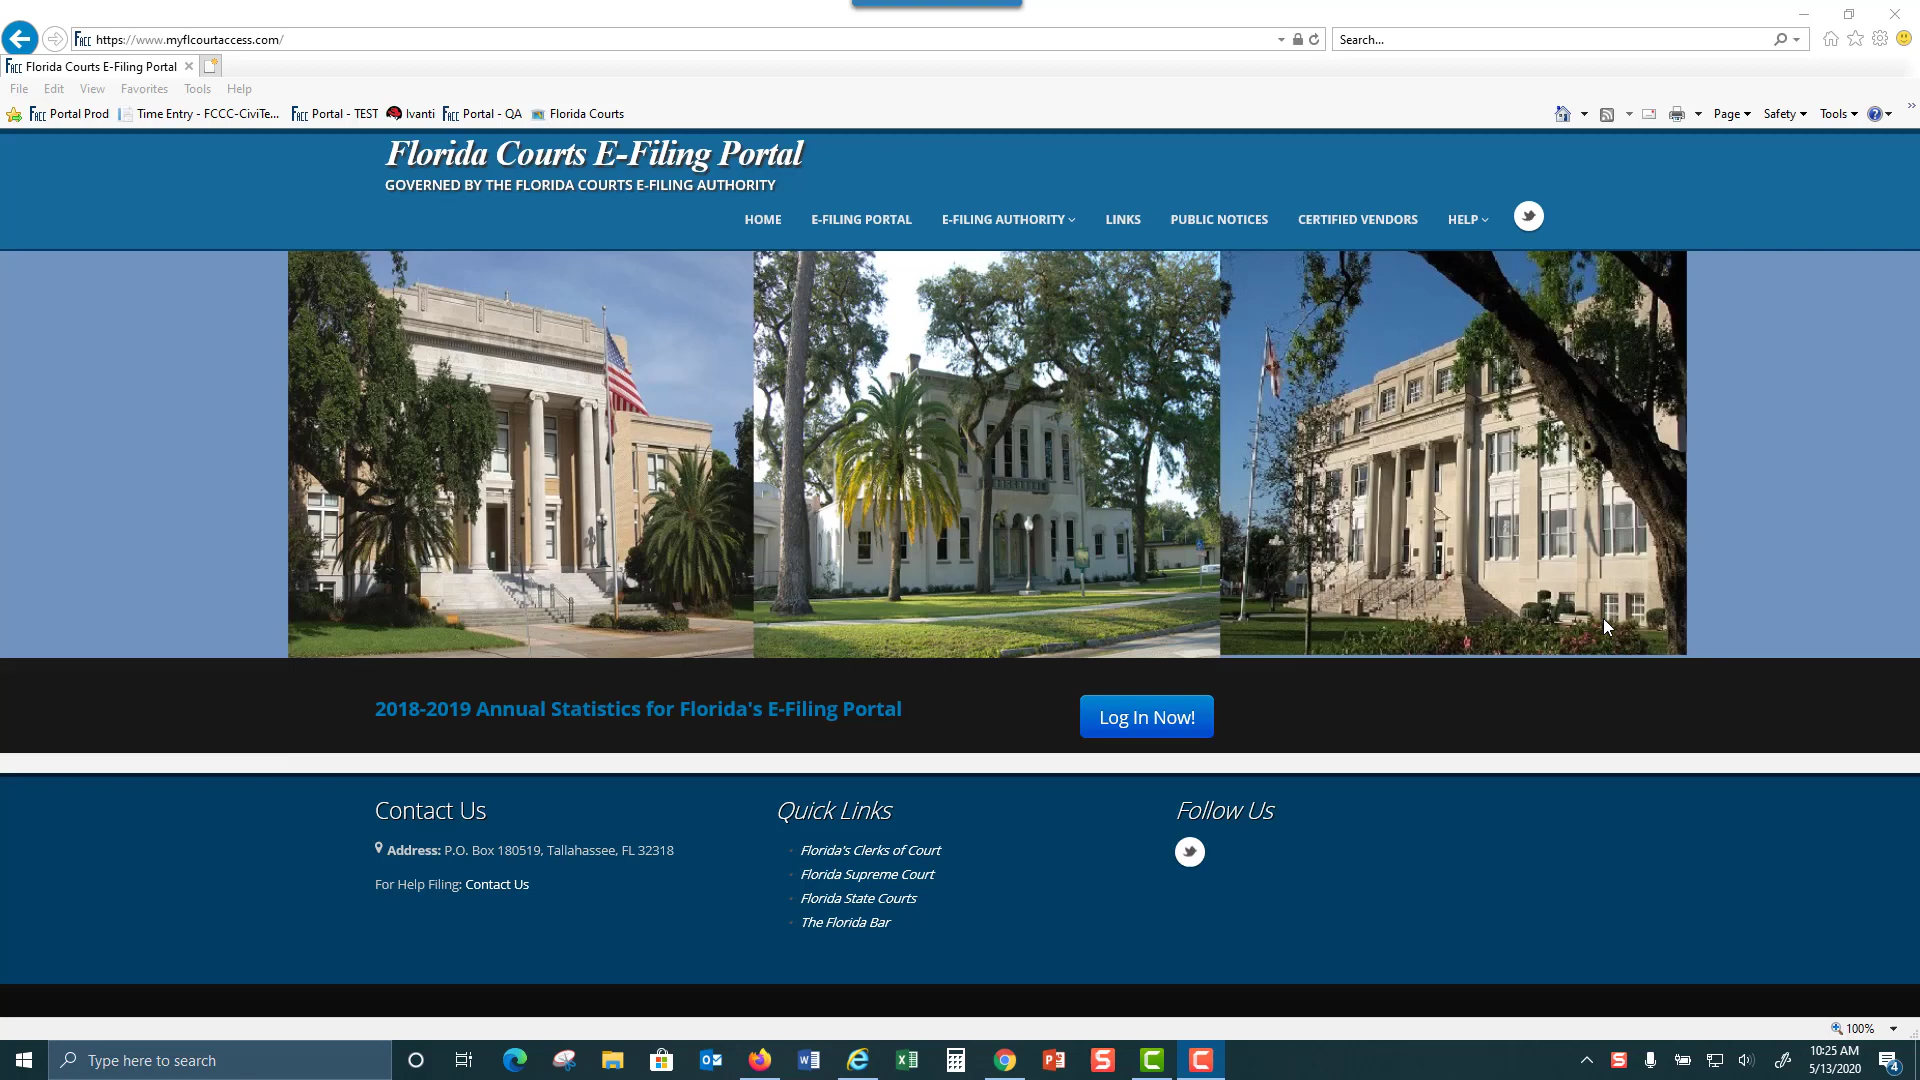 https://www.myflcourtaccess.com/
Search...
Florida Courts E-Filing Portal
File Edit View Favorites Tools Help
Portal Prod Time Entry - FCCC-CiviTe... Portal - TEST Ivanti Portal - QA Florida Courts
Page Safety Tools
Florida Courts E-Filing Portal
GOVERNED BY THE FLORIDA COURTS E-FILING AUTHORITY
HOME E-FILING PORTAL E-FILING AUTHORITY LINKS PUBLIC NOTICES CERTIFIED VENDORS HELP
2018-2019 Annual Statistics for Florida's E-Filing Portal
Log In Now!
Contact Us
Address: P.O. Box 180519, Tallahassee, FL 32318
For Help Filing: Contact Us
Quick Links
Florida's Clerks of Court
Florida Supreme Court
Florida State Courts
The Florida Bar
Follow Us
100%
Type here to search
10:25 AM
5/13/2020
4